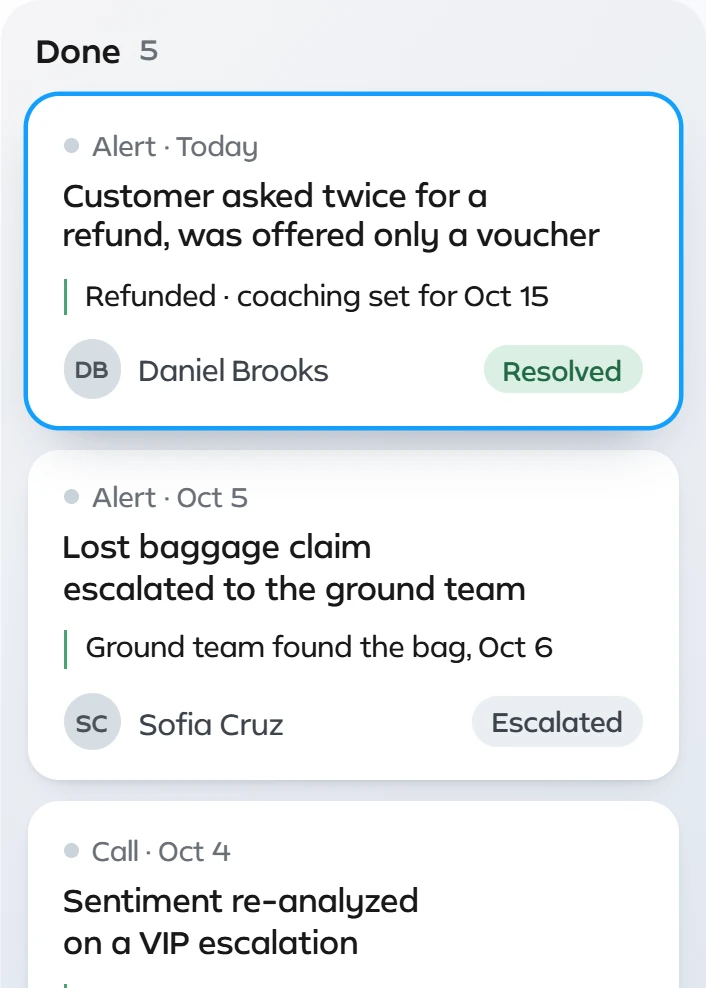 Done 5
Alert · Today
Customer asked twice for a
refund, was offered only a voucher
Refunded · coaching set for Oct 15
DB Daniel Brooks Resolved
Alert · Oct 5
Lost baggage claim
escalated to the ground team
Ground team found the bag, Oct 6
SC Sofia Cruz Escalated
Call · Oct 4
Sentiment re-analyzed
on a VIP escalation